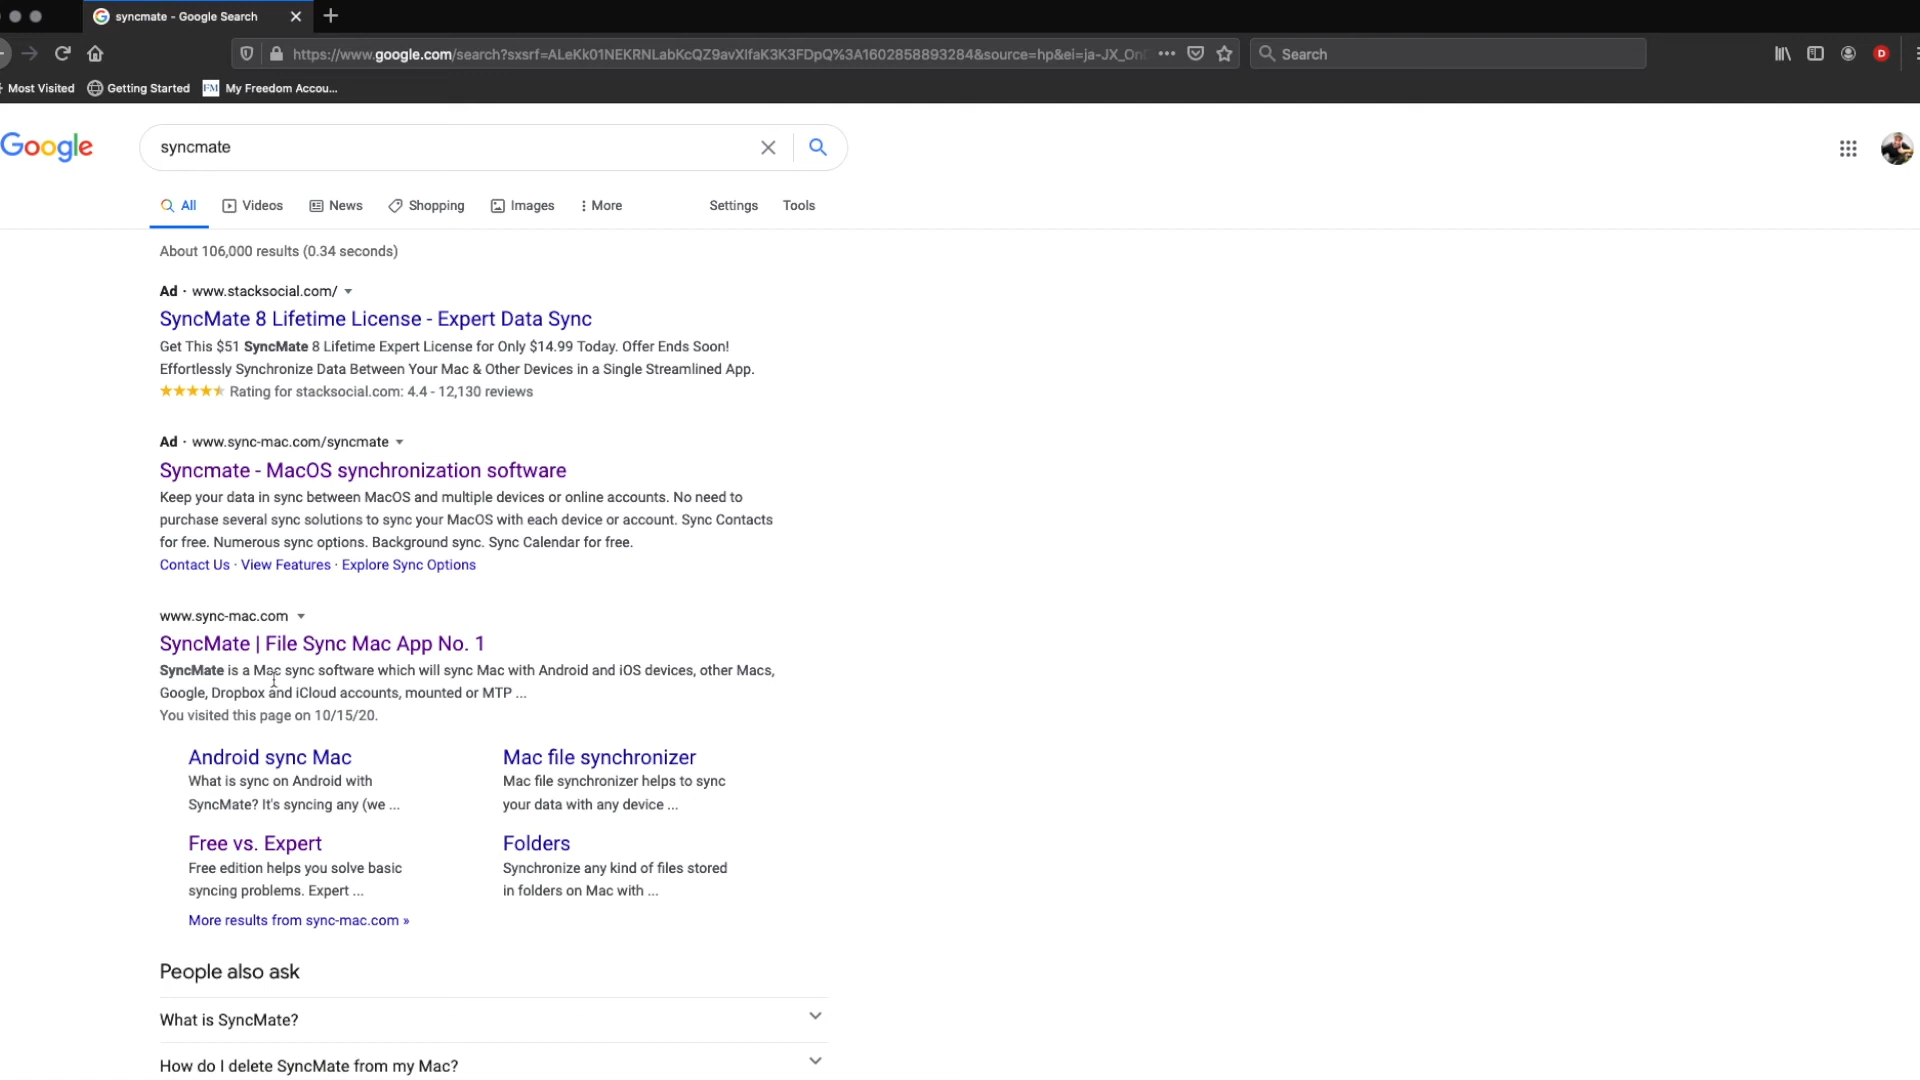 syncmate - Google Search
https://www.google.com/search?sxsrf=ALeKk01NEKRNLabKcQZ9avXlfaK3K3FDpQ%3A1602858893284&source=hp&ei=ja-JX_On
Search
Most Visited
Getting Started
FM My Freedom Accou...
Google
syncmate
All
Videos
News
Shopping
Images
More
Settings
Tools
About 106,000 results (0.34 seconds)
Ad · www.stacksocial.com/
SyncMate 8 Lifetime License - Expert Data Sync
Get This $51 SyncMate 8 Lifetime Expert License for Only $14.99 Today. Offer Ends Soon!
Effortlessly Synchronize Data Between Your Mac & Other Devices in a Single Streamlined App.
Rating for stacksocial.com: 4.4 - 12,130 reviews
Ad · www.sync-mac.com/syncmate
Syncmate - MacOS synchronization software
Keep your data in sync between MacOS and multiple devices or online accounts. No need to
purchase several sync solutions to sync your MacOS with each device or account. Sync Contacts
for free. Numerous sync options. Background sync. Sync Calendar for free.
Contact Us · View Features · Explore Sync Options
www.sync-mac.com
SyncMate | File Sync Mac App No. 1
SyncMate is a Mac sync software which will sync Mac with Android and iOS devices, other Macs,
Google, Dropbox and iCloud accounts, mounted or MTP ...
You visited this page on 10/15/20.
Android sync Mac
What is sync on Android with
SyncMate? It's syncing any (we ...
Mac file synchronizer
Mac file synchronizer helps to sync
your data with any device ...
Free vs. Expert
Free edition helps you solve basic
syncing problems. Expert ...
Folders
Synchronize any kind of files stored
in folders on Mac with ...
More results from sync-mac.com »
People also ask
What is SyncMate?
How do I delete SyncMate from my Mac?
D